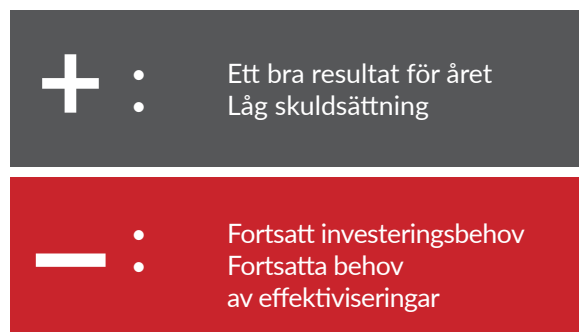 + : • Ett bra resultat för året
• Låg skuldsättning
– : • Fortsatt investeringsbehov
• Fortsatta behov
av effektiviseringar